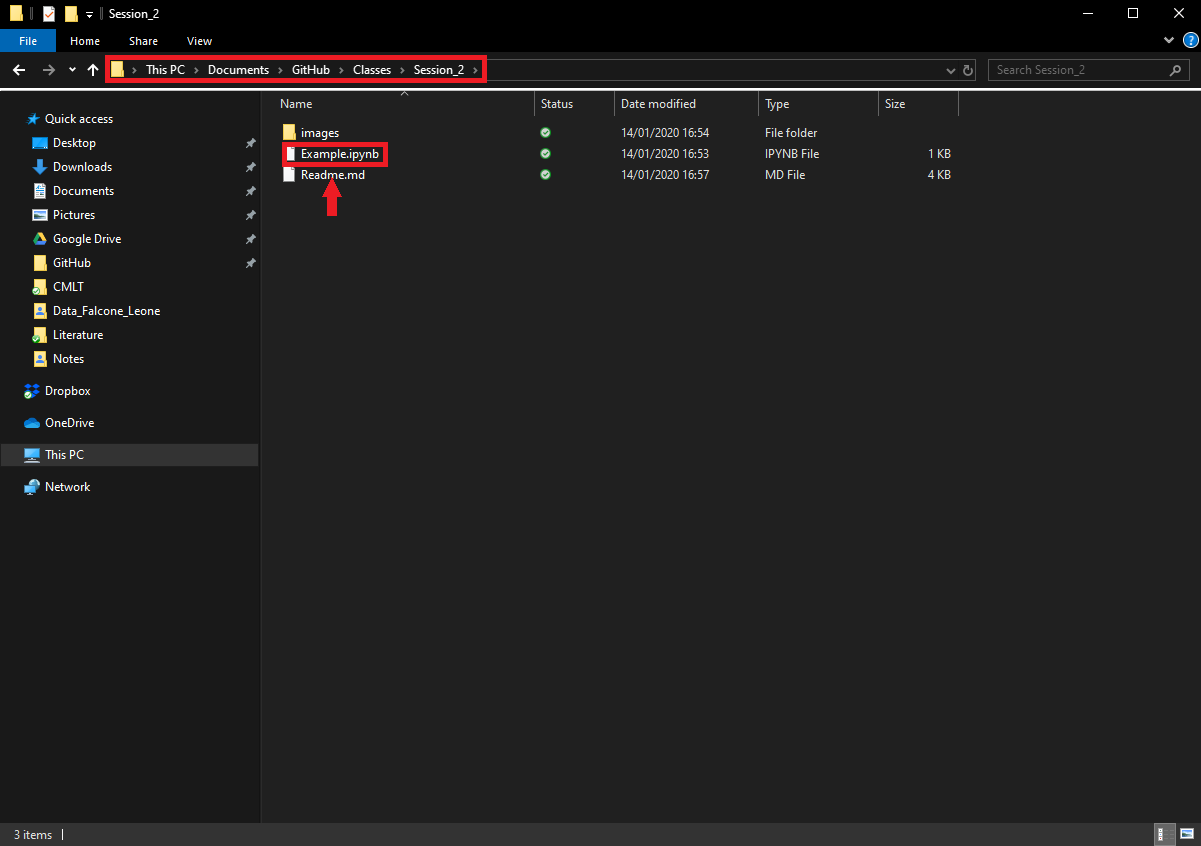 Session_2
File Home Share View
?
This PC Documents GitHub Classes Session_2
Search Session_2
Name Status Date modified Type Size
Quick access
Desktop
Downloads
Documents
Pictures
Google Drive
GitHub
CMLT
Data_Falcone_Leone
Literature
Notes
Dropbox
OneDrive
This PC
Network
images 14/01/2020 16:54 File folder
Example.ipynb 14/01/2020 16:53 IPYNB File 1 KB
Readme.md 14/01/2020 16:57 MD File 4 KB
3 items